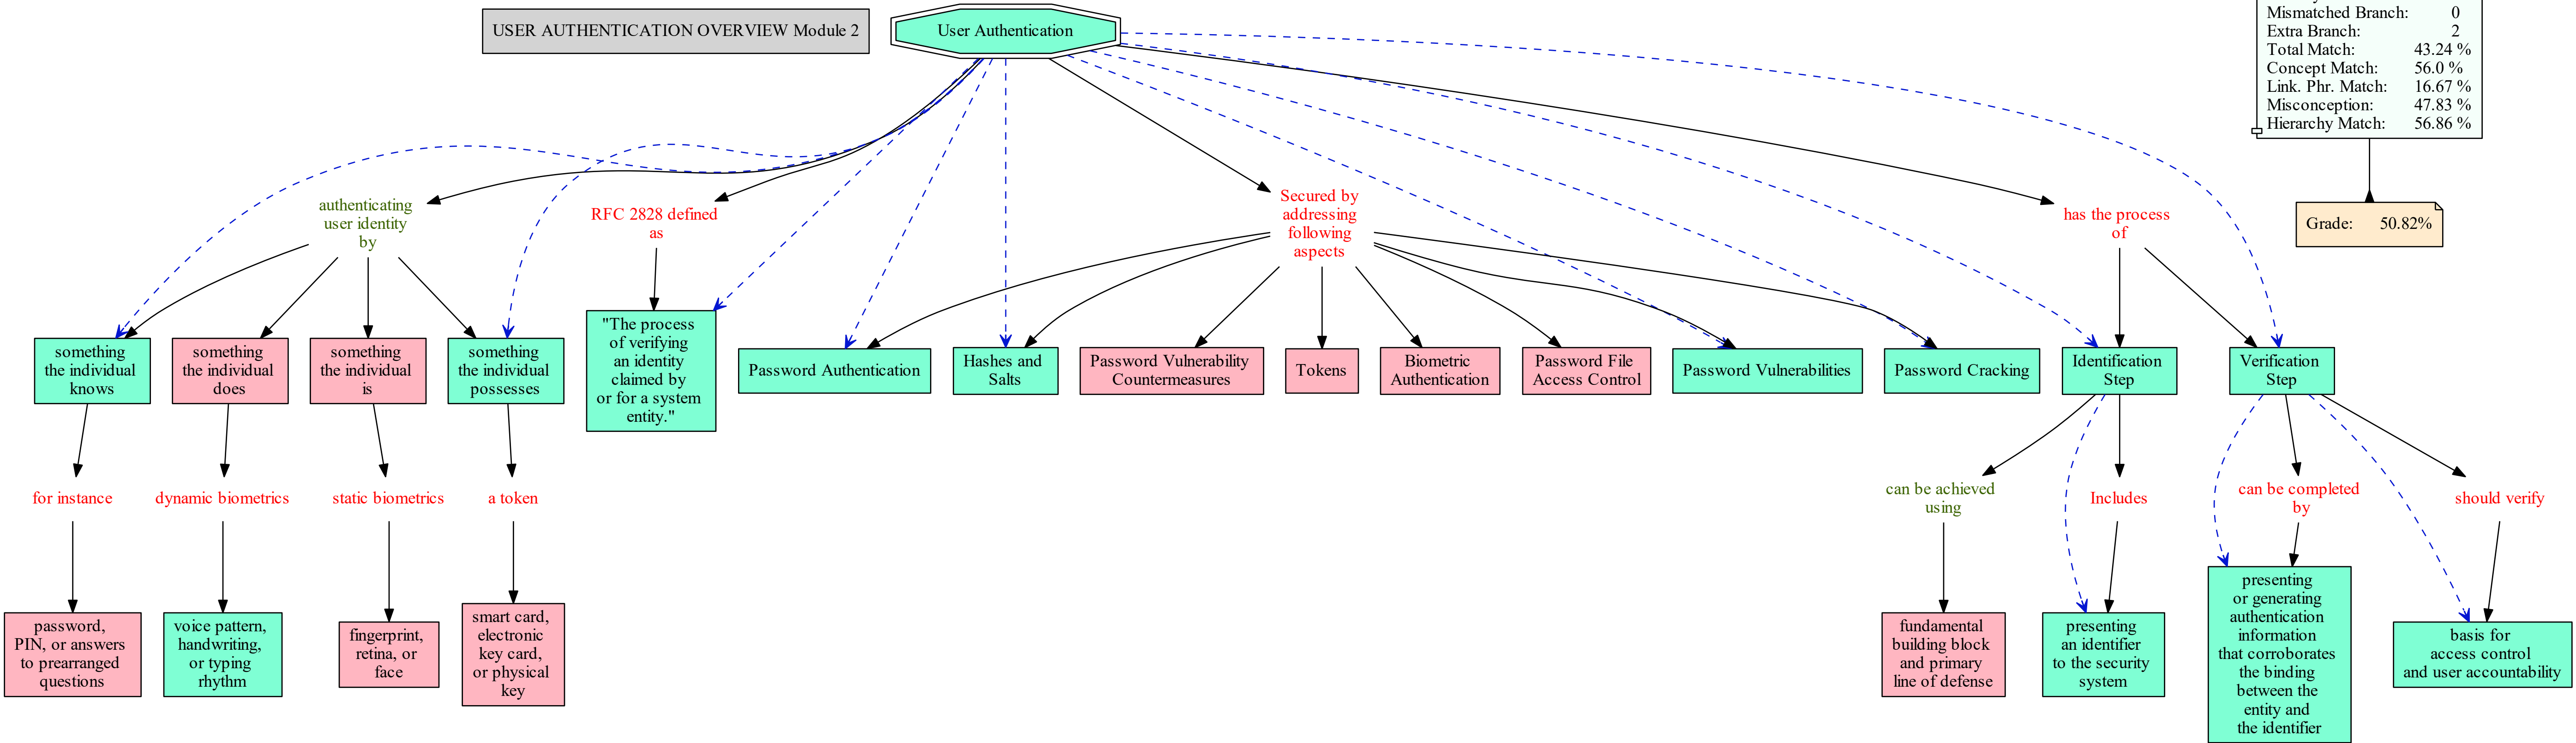 USER AUTHENTICATION OVERVIEW Module 2
User Authentication
Mismatched Branch: 0
Extra Branch: 2
Total Match: 43.24 %
Concept Match: 56.0 %
Link. Phr. Match: 16.67 %
Misconception: 47.83 %
Hierarchy Match: 56.86 %
Grade: 50.82%
authenticating
user identity
by
RFC 2828 defined
as
Secured by
addressing
following
aspects
has the process
of
something
the individual
knows
something
the individual
does
something
the individual
is
something
the individual
possesses
"The process
of verifying
an identity
claimed by
or for a system
entity."
Password Authentication
Hashes and
Salts
Password Vulnerability
Countermeasures
Tokens
Biometric
Authentication
Password File
Access Control
Password Vulnerabilities
Password Cracking
Identification
Step
Verification
Step
for instance
dynamic biometrics
static biometrics
a token
can be achieved
using
Includes
can be completed
by
should verify
password,
PIN, or answers
to prearranged
questions
voice pattern,
handwriting,
or typing
rhythm
fingerprint,
retina, or
face
smart card,
electronic
key card,
or physical
key
fundamental
building block
and primary
line of defense
presenting
an identifier
to the security
system
presenting
or generating
authentication
information
that corroborates
the binding
between the
entity and
the identifier
basis for
access control
and user accountability